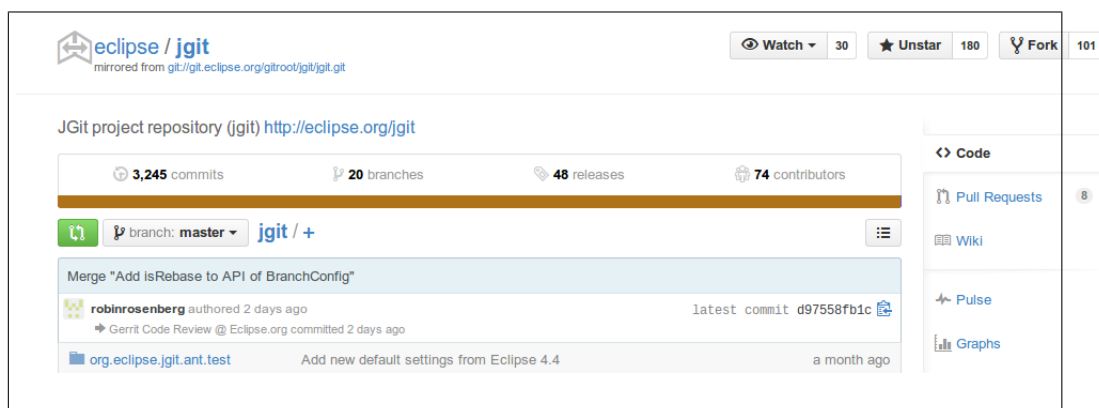 eclipse / jgit
Watch 30 Unstar 180 Fork 101
mirrored from git://git.eclipse.org/gitroot/jgit/jgit.git
JGit project repository (jgit) http://eclipse.org/jgit
3,245 commits 20 branches 48 releases 74 contributors
branch: master jgit / +
Merge "Add isRebase to API of BranchConfig"
robinrosenberg authored 2 days ago latest commit d97558fb1c
Gerrit Code Review @ Eclipse.org committed 2 days ago
org.eclipse.jgit.ant.test Add new default settings from Eclipse 4.4 a month ago
Code
Pull Requests 8
Wiki
Pulse
Graphs